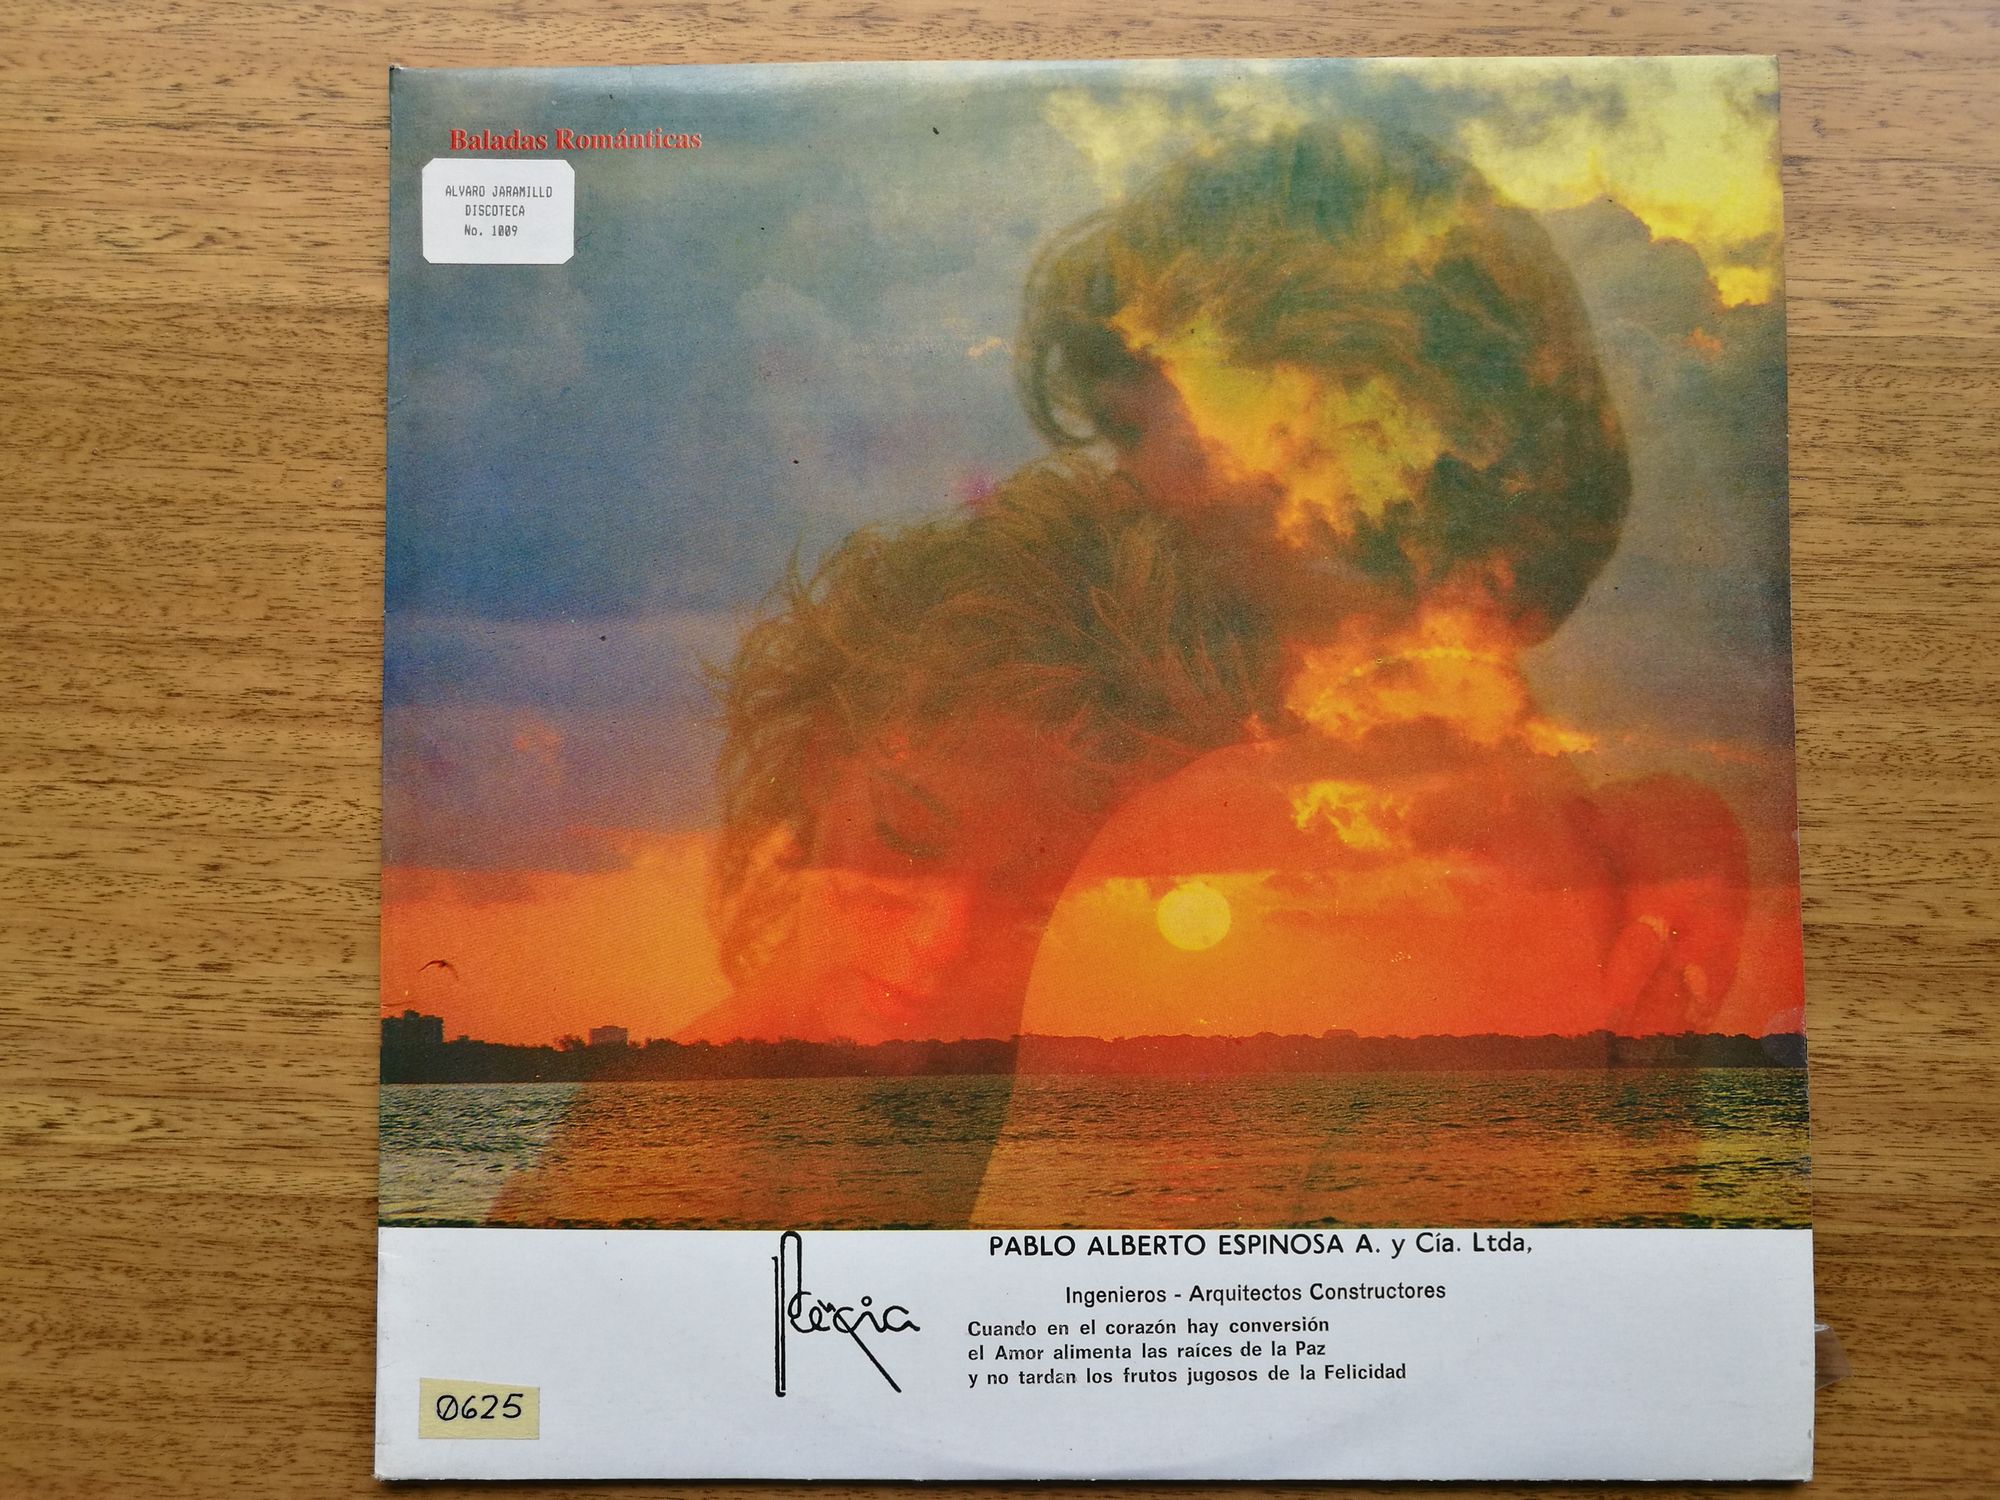 Baladas Románticas
ALVARO JARAMILLO
DISCOTECA
No. 1009
PABLO ALBERTO ESPINOSA A. y Cía. Ltda,
Ingenieros - Arquitectos Constructores
Cuando en el corazón hay conversión
el Amor alimenta las raíces de la Paz
y no tardan los frutos jugosos de la Felicidad
0625